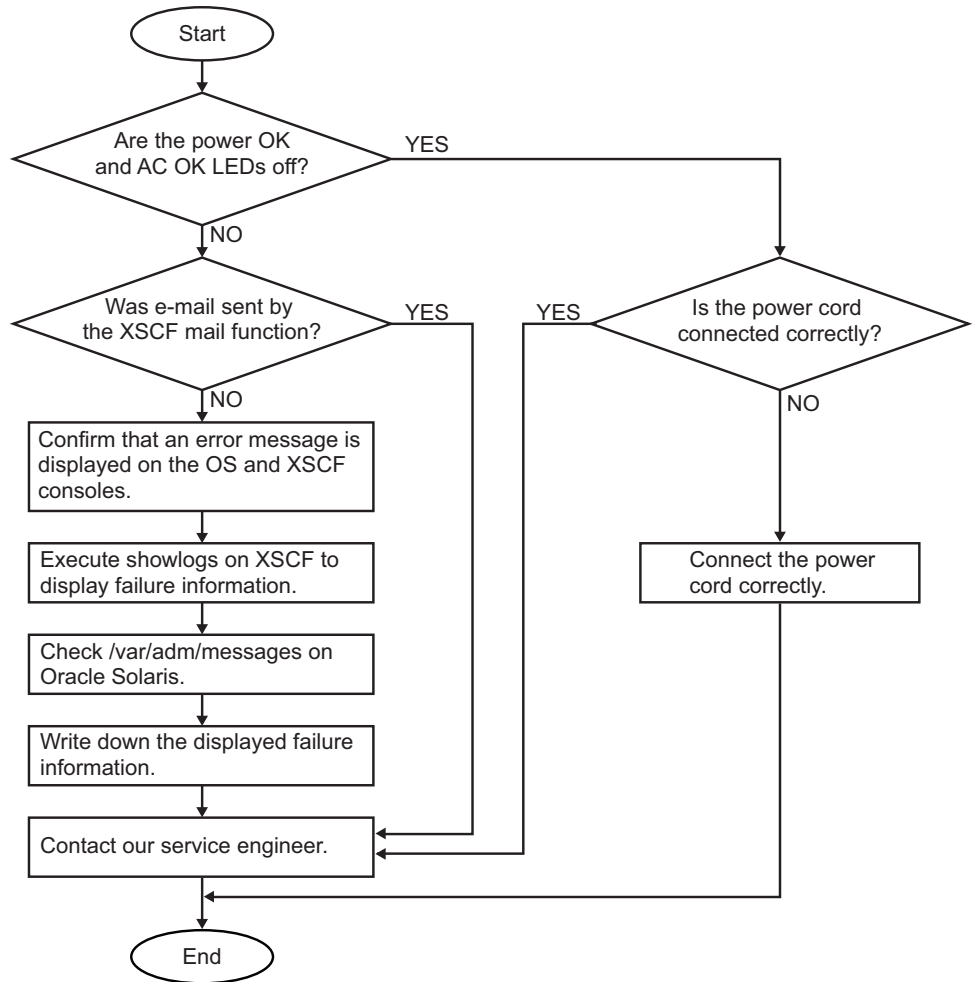 Start
Are the power OK
and AC OK LEDs off?
YES
NO
Was e-mail sent by
the XSCF mail function?
YES
YES
Is the power cord
connected correctly?
NO
NO
Confirm that an error message is
displayed on the OS and XSCF
consoles.
Execute showlogs on XSCF to
display failure information.
Connect the power
cord correctly.
Check /var/adm/messages on
Oracle Solaris.
Write down the displayed failure
information.
Contact our service engineer.
End